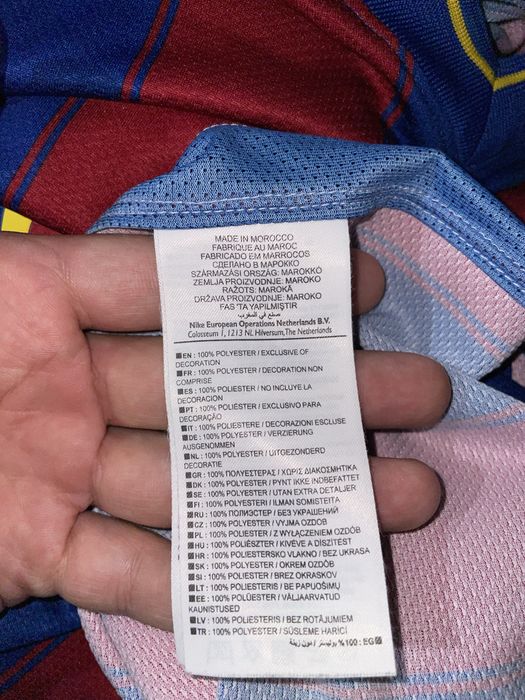 MADE IN MOROCCO
FABRIQUE AU MAROC
FABRICADO EM MARROCOS
СДЕЛАНО В МАРОККО
SZÁRMAZÁSI ORSZÁG: MAROKKÓ
ZEMLJA PROIZVODNJE: MAROKO
RAŽOTS: MAROKĀ
DRŽAVA PROIZVODNJE: MAROKO
FAS 'TA YAPILMIŞTIR
صنع في المغرب
Nike European Operations Netherlands B.V.
Colosseum 1, 1213 NL Hilversum, The Netherlands
EN : 100% POLYESTER / EXCLUSIVE OF
DECORATION
FR : 100% POLYESTER / DECORATION NON
COMPRISE
ES : 100% POLIESTER / NO INCLUYE LA
DECORACION
PT : 100% POLIESTER / EXCLUSIVO PARA
DECORAÇÃO
IT : 100% POLIESTERE / DECORAZIONI ESCLUSE
DE : 100% POLYESTER / VERZIERUNG
AUSGENOMMEN
NL : 100% POLYESTER / UITGEZONDERD
DECORATIE
GR : 100% ΠΟΛΥΕΣΤΕΡΑΣ / ΧΩΡΙΣ ΔΙΑΚΟΣΜΗΤΙΚΑ
DK : 100% POLYESTER / PYNT IKKE INDBEFATTET
SE : 100% POLYESTER / UTAN EXTRA DETALJER
FI : 100% POLYESTERI / ILMAN SOMISTEITA
RU : 100% ПОЛИЭСТЕР / БЕЗ УКРАШЕНИЙ
CZ : 100% POLYESTER / VYJMA OZDOB
PL : 100% POLIESTER / Z WYŁĄCZENIEM OZDÓB
HU : 100% POLIÉSZTER / KIVÉVE A DÍSZÍTÉST
HR : 100% POLIESTERSKO VLAKNO / BEZ UKRASA
SK : 100% POLYESTER / OKREM OZDÔB
SI : 100% POLIESTER / BREZ OKRASKOV
LT : 100% POLIESTERIS / BE PAPUOŠIMŲ
EE : 100% POLÜESTER / VÄLJAARVATUD
KAUNISTUSED
LV : 100% POLIESTERIS / BEZ ROTĀJUMIEM
TR : 100% POLYESTER / SÜSLEME HARİCİ
EG : 100% بوليستر / دون زينة